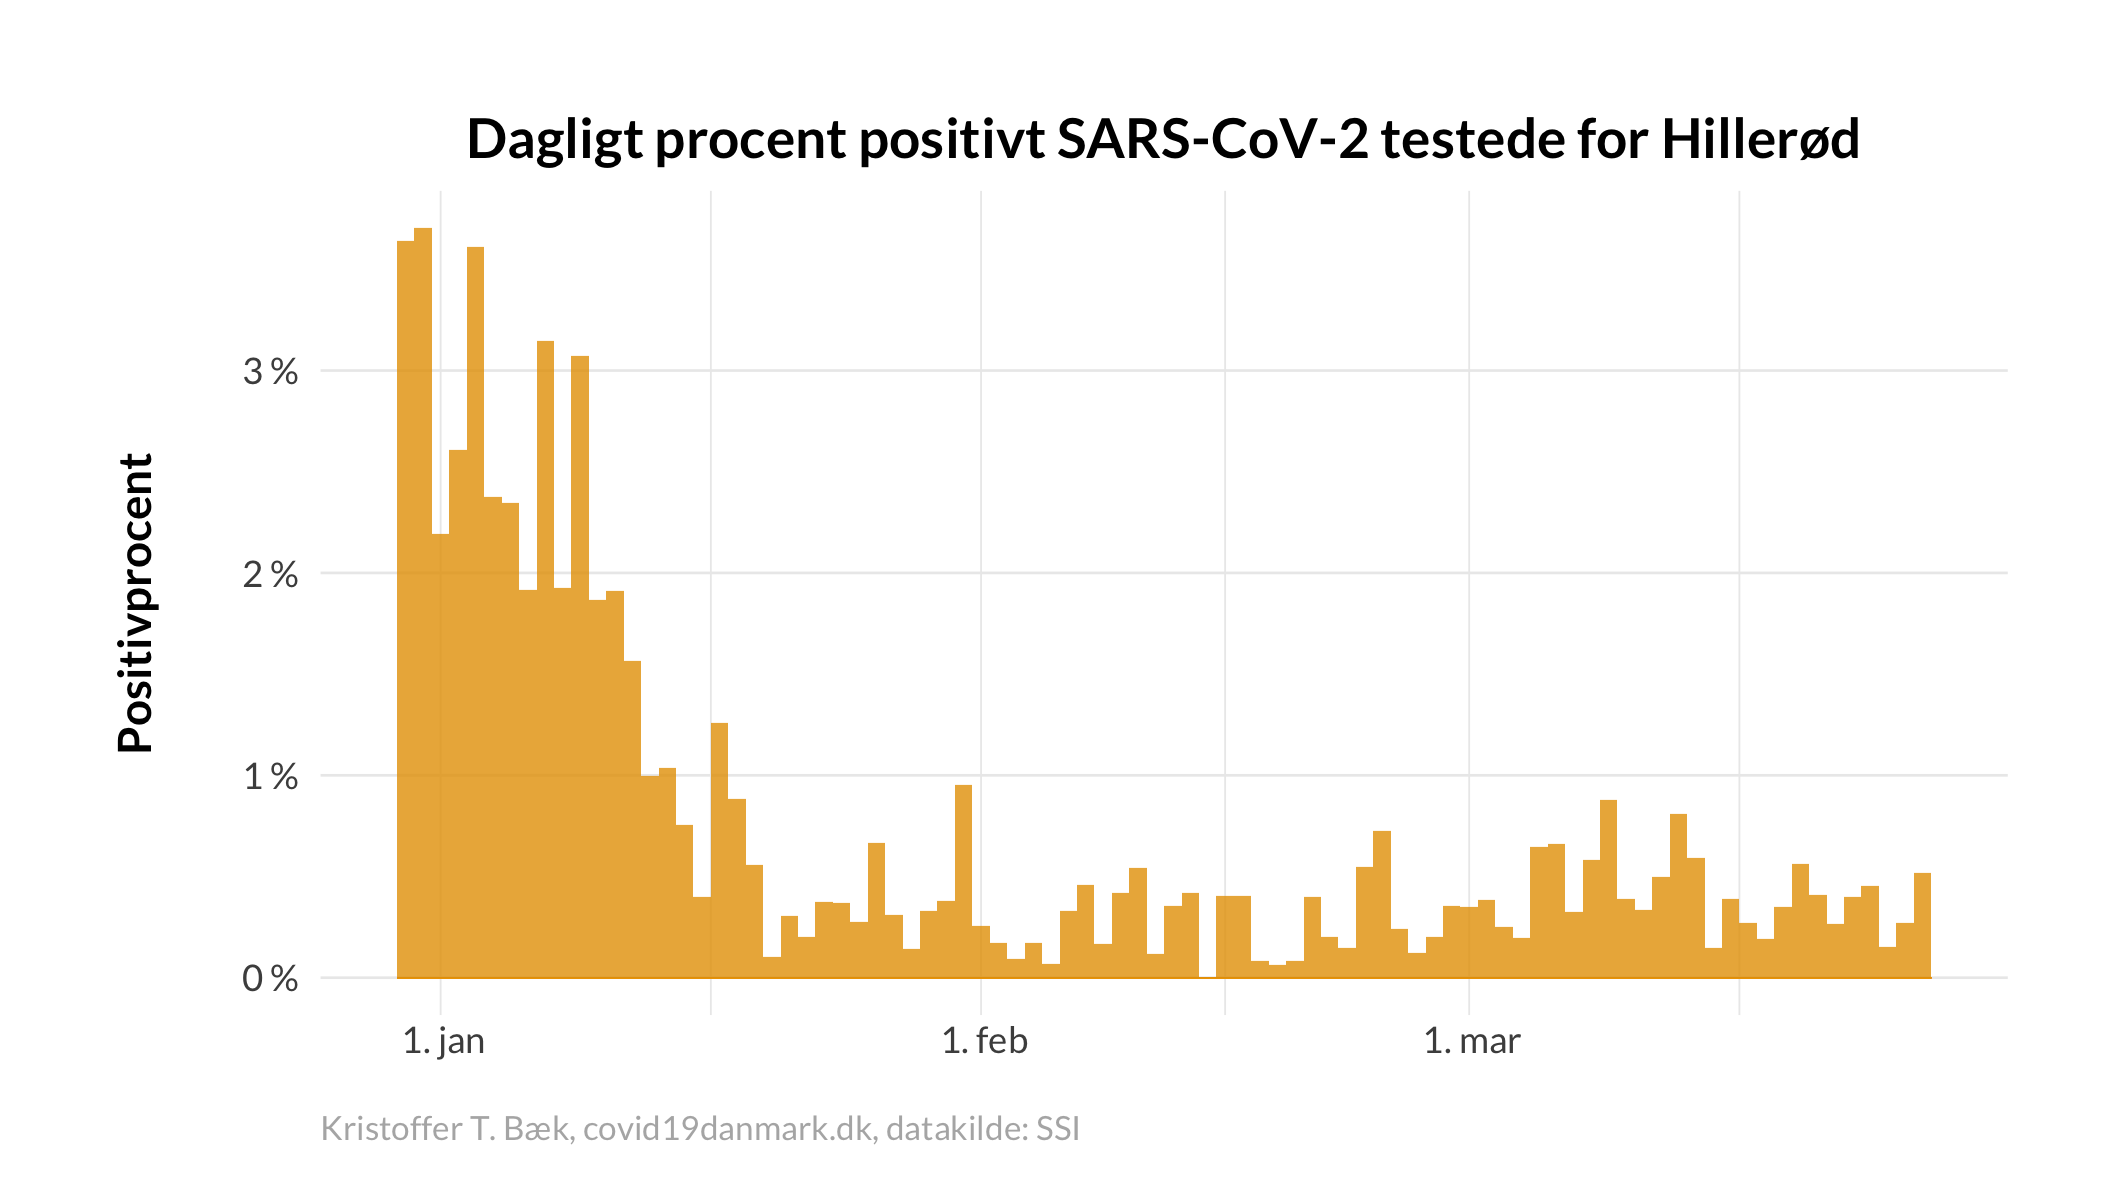 Dagligt procent positivt SARS-CoV-2 testede for Hillerød
Positivprocent
3 %
2 %
1 %
0 %
1. jan
1. feb
1. mar
Kristoffer T. Bæk, covid19danmark.dk, datakilde: SSI